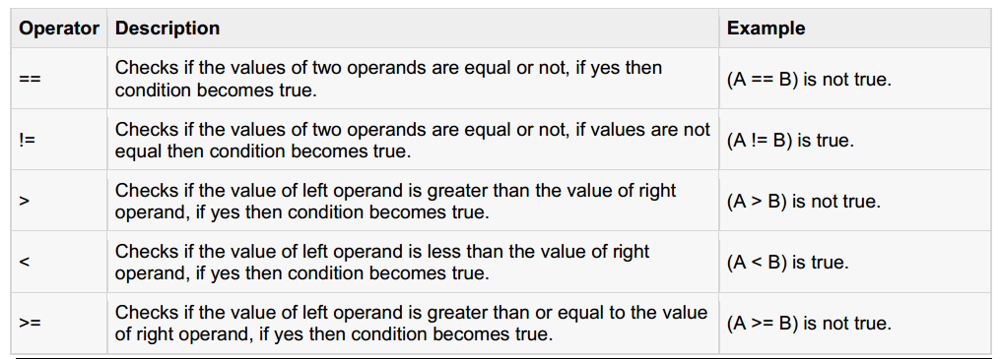 Operator Description Example
== Checks if the values of two operands are equal or not, if yes then
condition becomes true. (A == B) is not true.
!= Checks if the values of two operands are equal or not, if values are not
equal then condition becomes true. (A != B) is true.
> Checks if the value of left operand is greater than the value of right
operand, if yes then condition becomes true. (A > B) is not true.
< Checks if the value of left operand is less than the value of right
operand, if yes then condition becomes true. (A < B) is true.
>= Checks if the value of left operand is greater than or equal to the value
of right operand, if yes then condition becomes true. (A >= B) is not true.